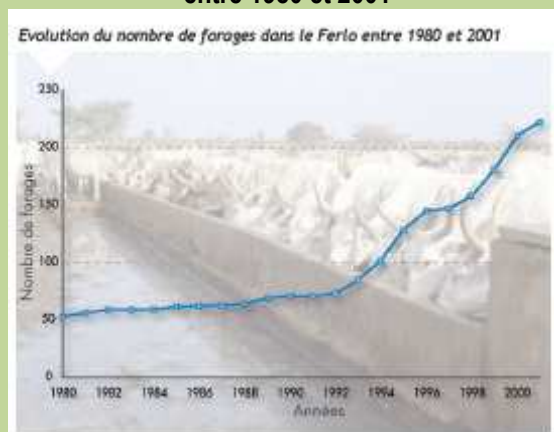 entre 1980 et 2001
Evolution du nombre de forages dans le Ferlo entre 1980 et 2001
Nombre de forages
250
200
150
100
50
0
1980 1982 1984 1986 1988 1990 1992 1994 1996 1998 2000
Années